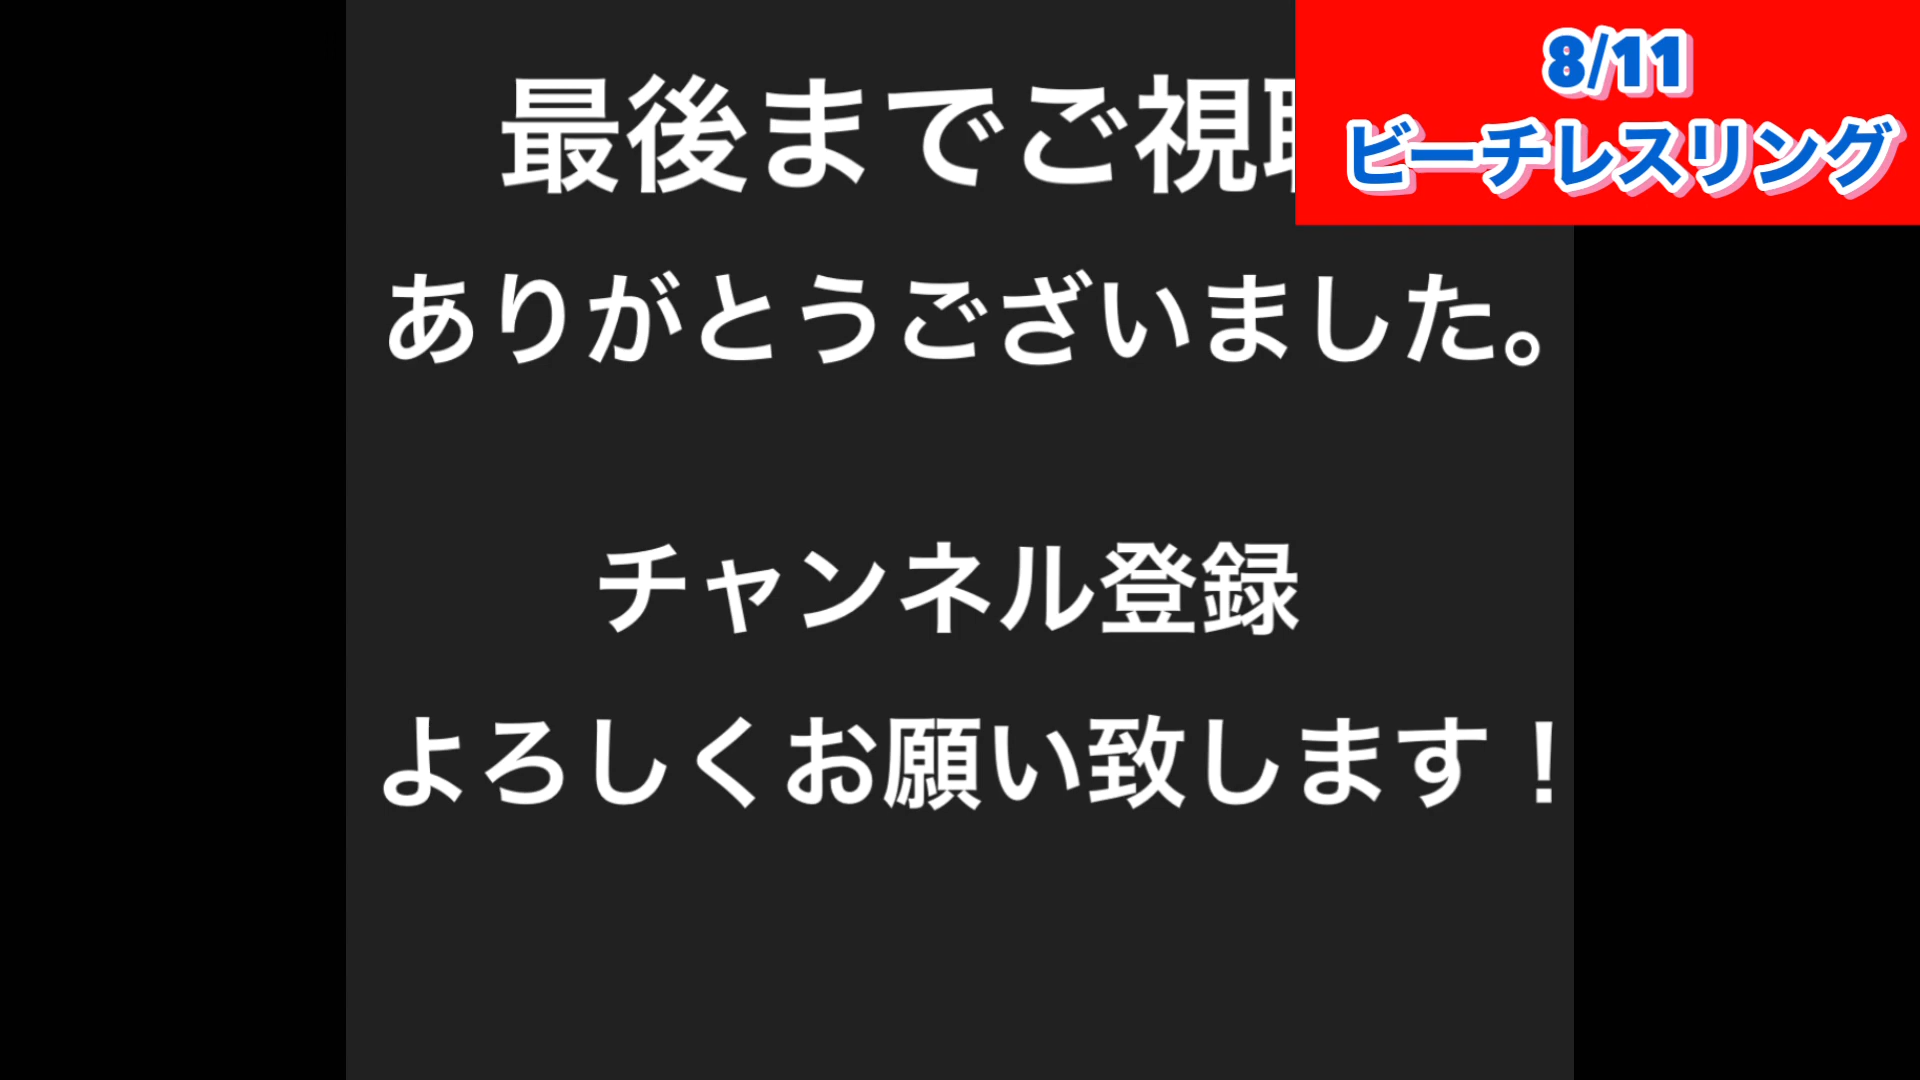 最後までご視
8/11
ビーチレスリング
ありがとうございました。
チャンネル登録
よろしくお願い致します！